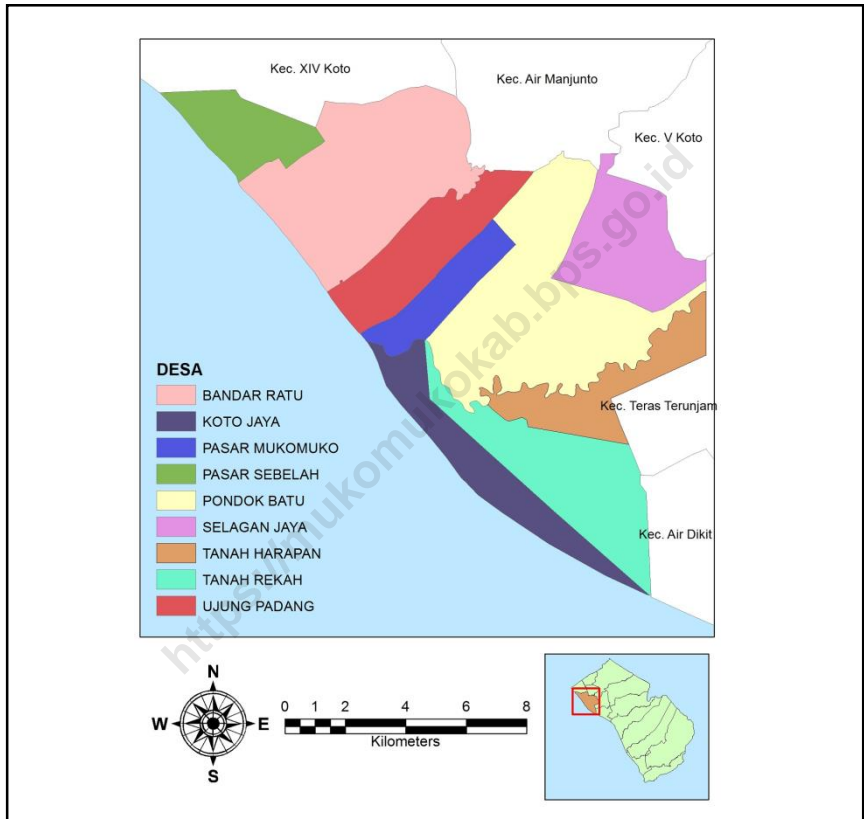 Kec. XIV Koto
Kec. Air Manjunto
Kec. V Koto
Kec. Teras Terunjam
Kec. Air Dikit
DESA
BANDAR RATU
KOTO JAYA
PASAR MUKOMUKO
PASAR SEBELAH
PONDOK BATU
SELAGAN JAYA
TANAH HARAPAN
TANAH REKAH
UJUNG PADANG
https://mukomukokab.bps.go.id
N
W E
S
0 1 2 4 6 8
Kilometers